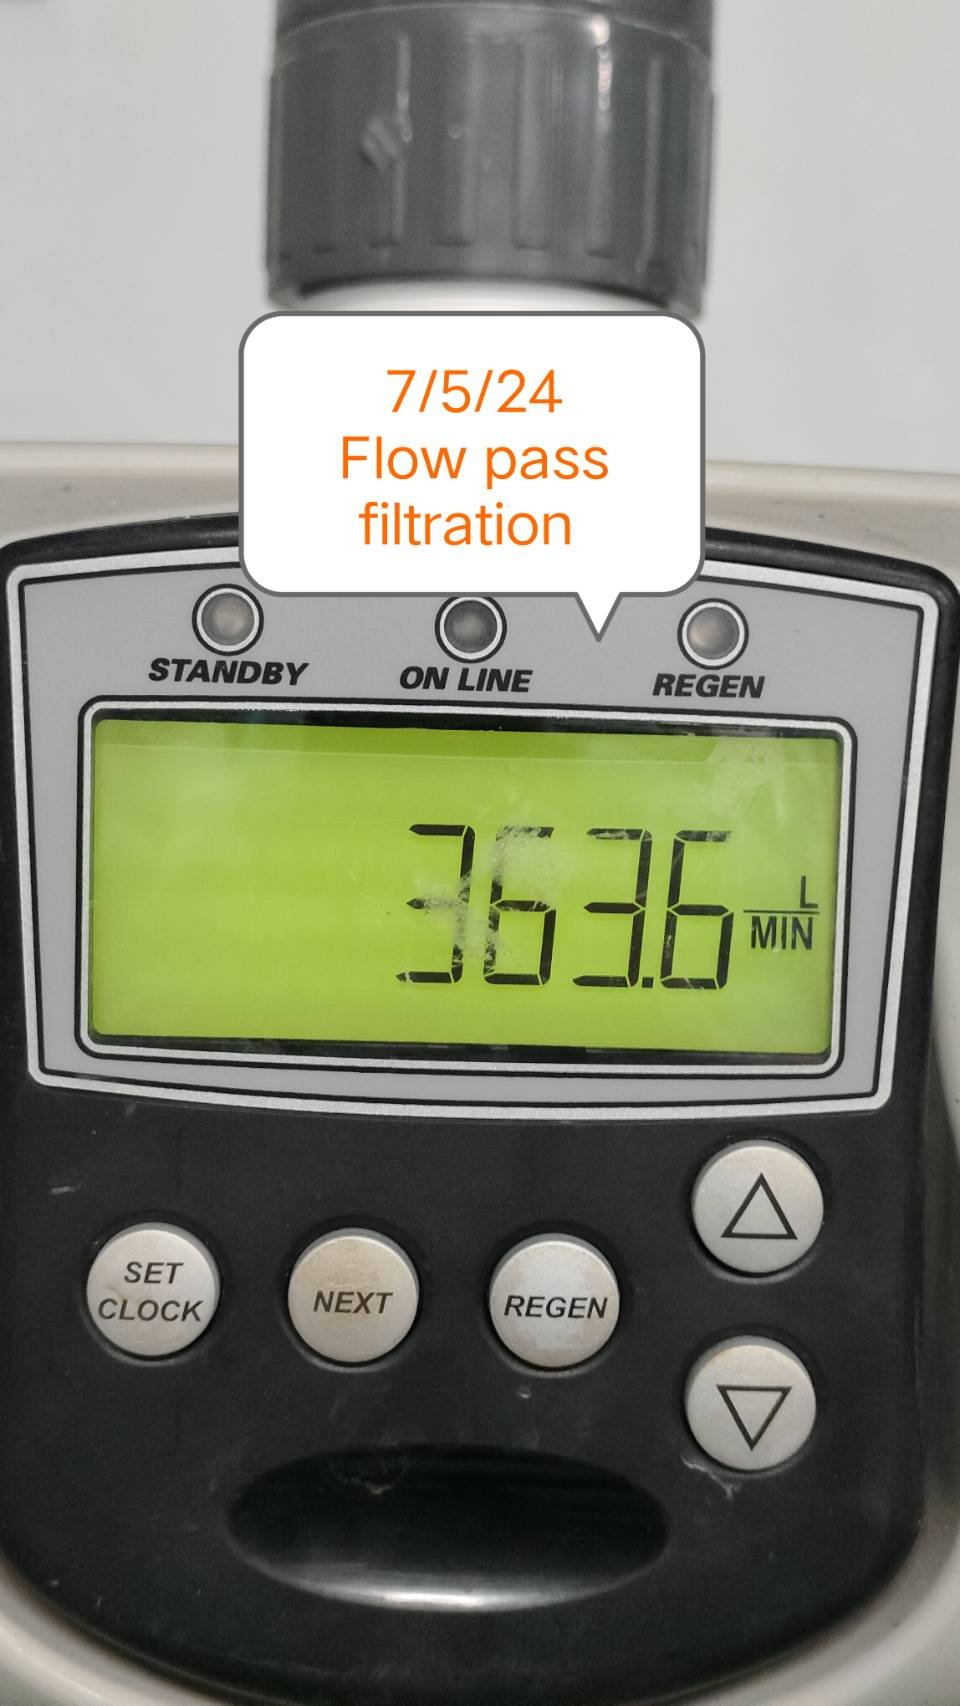 7/5/24
Flow pass
filtration
STANDBY
ON LINE
REGEN
363.6 L/MIN
SET
CLOCK
NEXT
REGEN